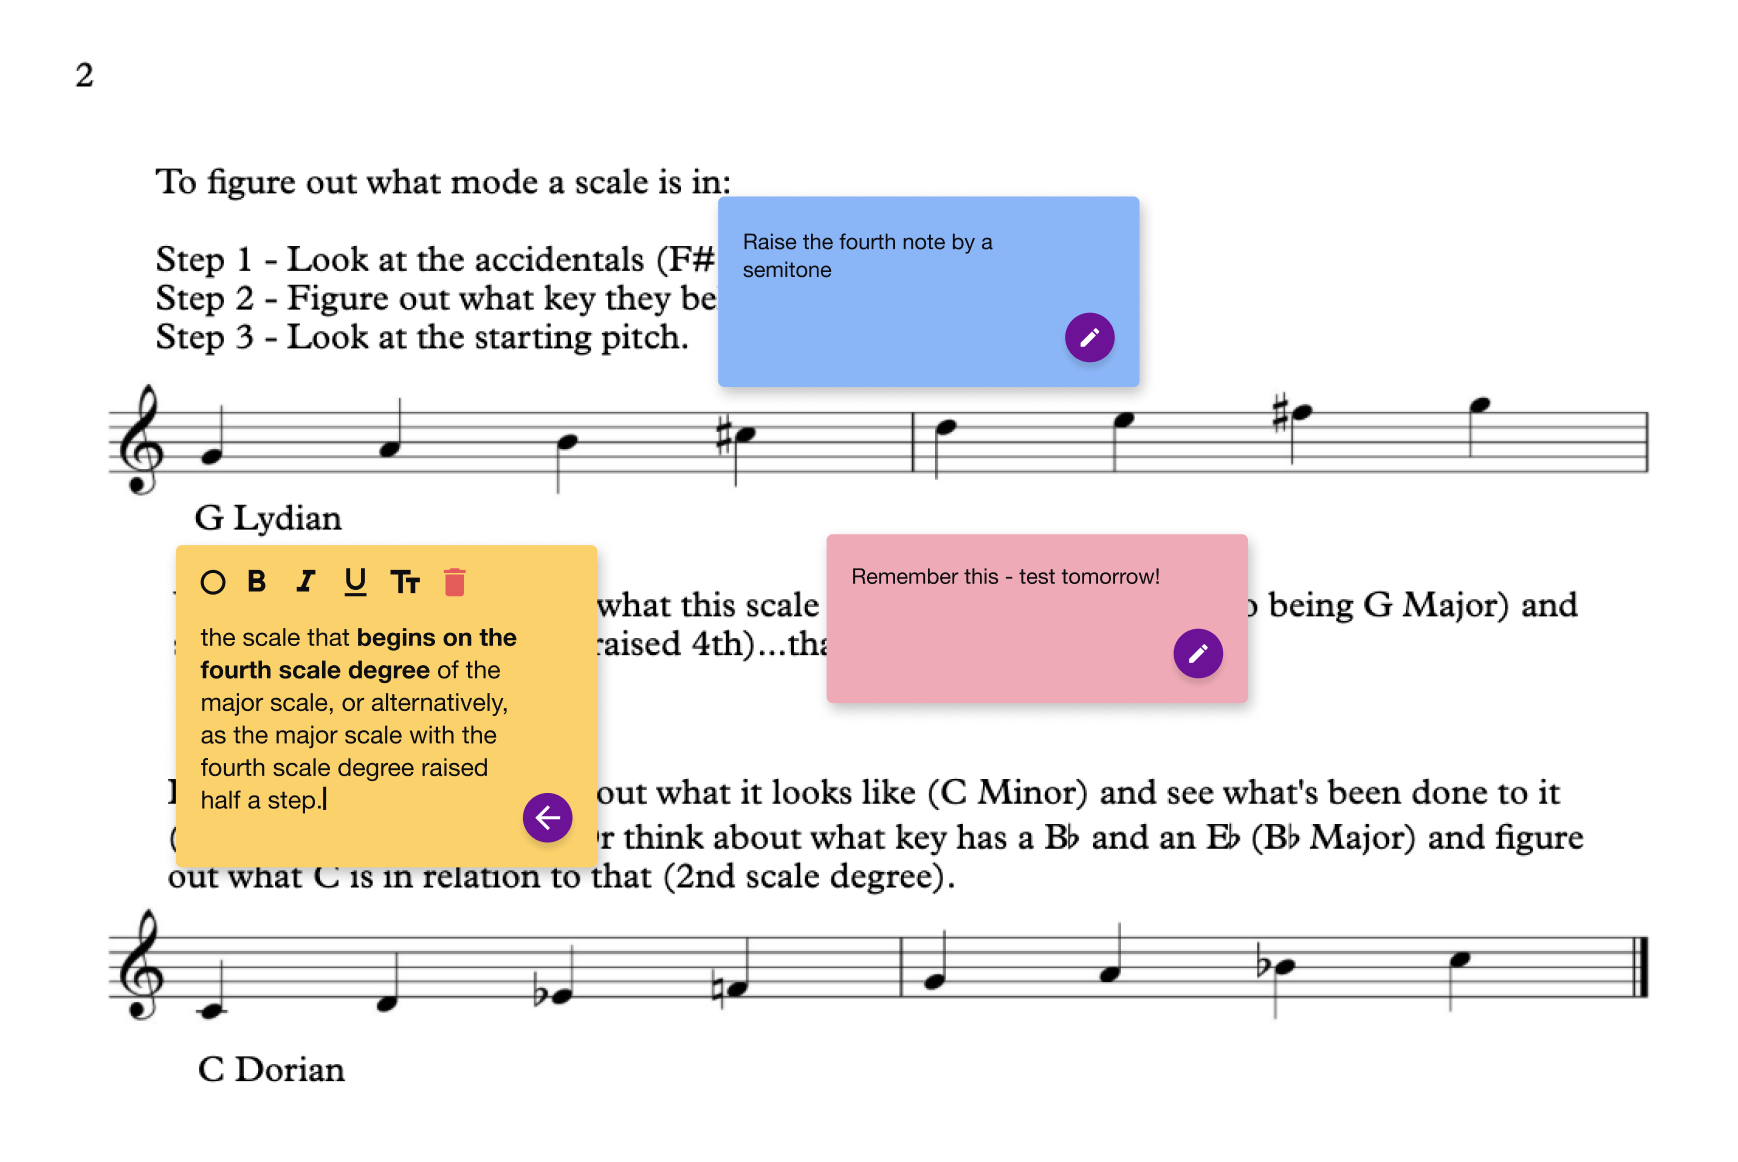 2
To figure out what mode a scale is in:
Step 1 - Look at the accidentals (F#
Step 2 - Figure out what key they be
Step 3 - Look at the starting pitch.
Raise the fourth note by a
semitone
G Lydian
B I U TT
the scale that begins on the
fourth scale degree of the
major scale, or alternatively,
as the major scale with the
fourth scale degree raised
half a step.
Remember this - test tomorrow!
what this scale
being G Major) and
raised 4th)...tha
out what it looks like (C Minor) and see what's been done to it
r think about what key has a B♭ and an E♭ (B♭ Major) and figure
out what C is in relation to that (2nd scale degree).
C Dorian